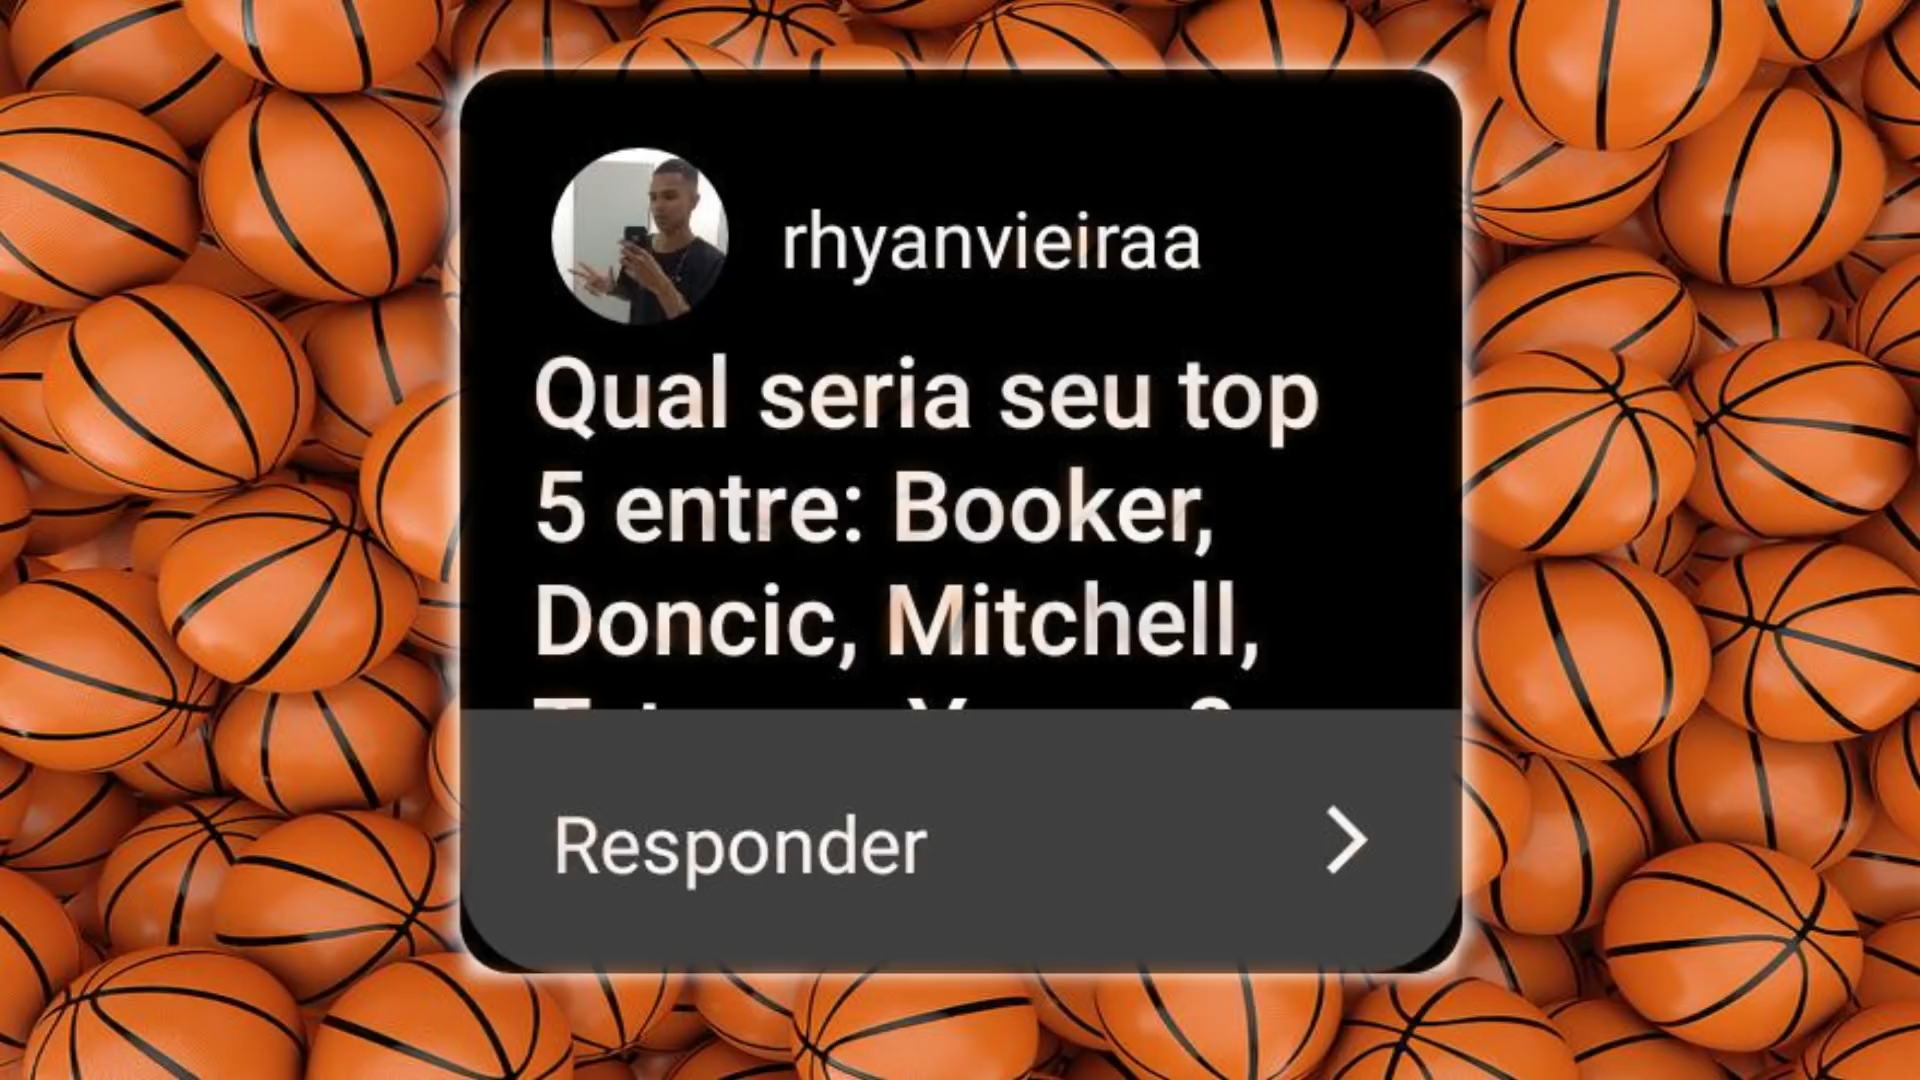 rhyanvieiraa
Qual seria seu top
5 entre: Booker,
Doncic, Mitchell,
Responder